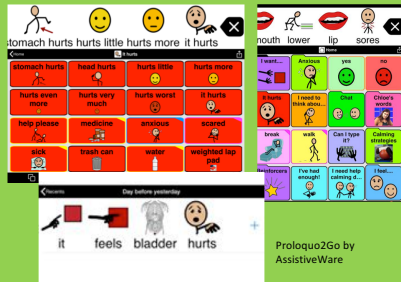 stomach hurts hurts little hurts more it hurts
Home
It hurts
stomach hurts head hurts hurts little hurts more
hurts even more hurts very much hurts worst it hurts
help please medicine anxious scared
sick trash can water weighted lap pad
mouth lower lip sores
Home
I want... Anxious yes no
It hurts I need to think abou... Chat Chloe's words
break walk Can I type it? Calming strategies
Reinforcers I've had enough! I need help calming d... I feel...
Recents
Day before yesterday
it feels bladder hurts
Proloquo2Go by
AssistiveWare